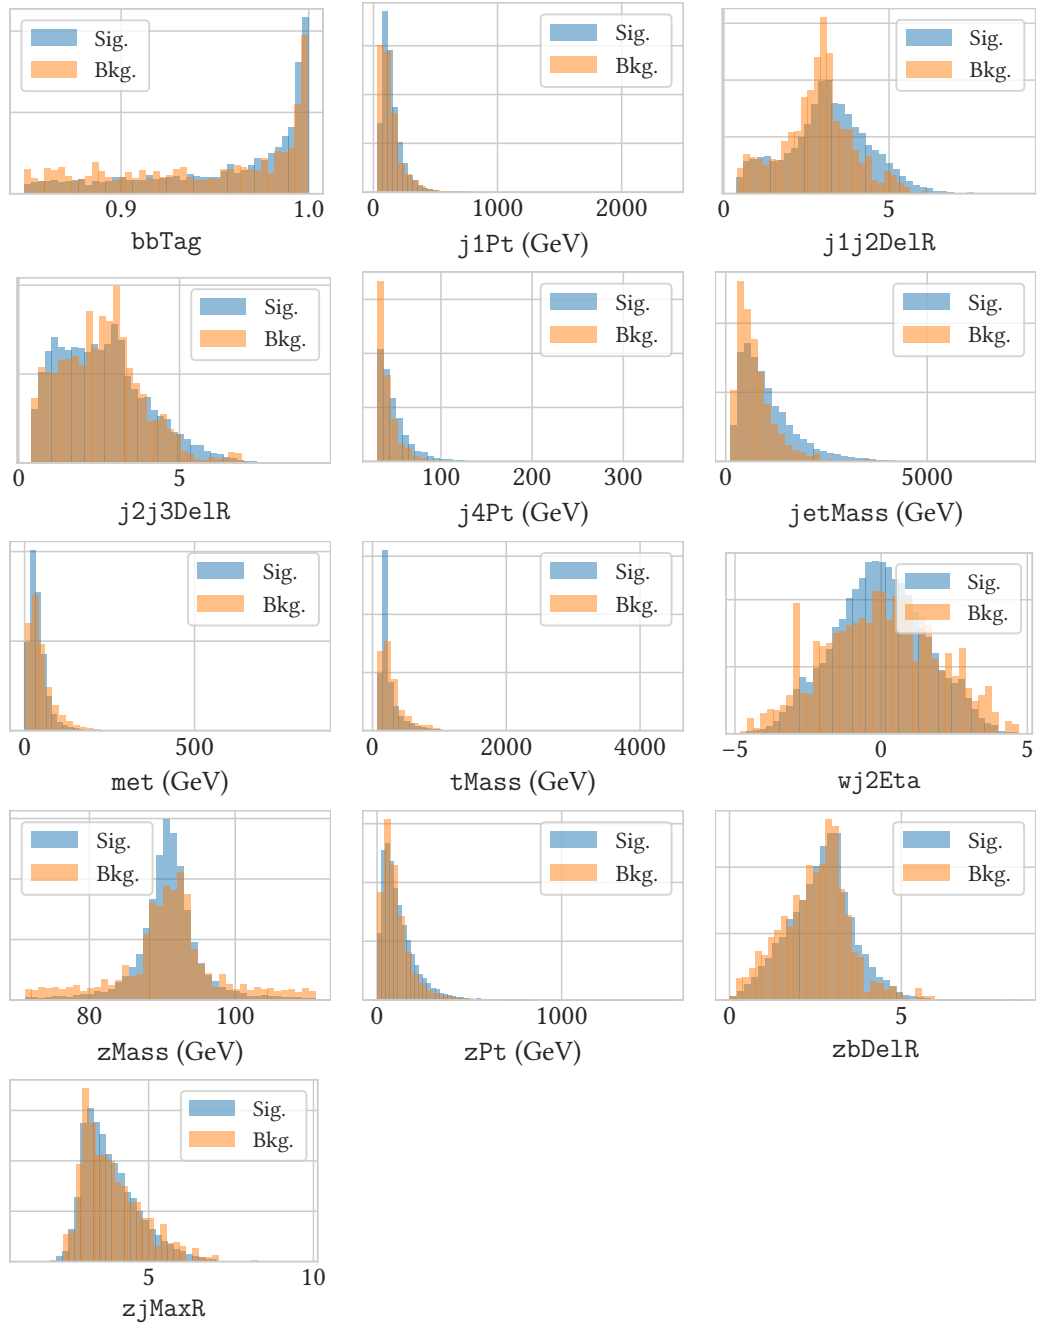 Sig.
Bkg.
0.9 1.0
bbTag
Sig.
Bkg.
0 1000 2000
j1Pt (GeV)
Sig.
Bkg.
0 5
j1j2DelR
Sig.
Bkg.
0 5
j2j3DelR
Sig.
Bkg.
100 200 300
j4Pt (GeV)
Sig.
Bkg.
0 5000
jetMass (GeV)
Sig.
Bkg.
0 500
met (GeV)
Sig.
Bkg.
0 2000 4000
tMass (GeV)
Sig.
Bkg.
−5 0 5
wj2Eta
Sig.
Bkg.
80 100
zMass (GeV)
Sig.
Bkg.
0 1000
zPt (GeV)
Sig.
Bkg.
0 5
zbDelR
Sig.
Bkg.
5 10
zjMaxR